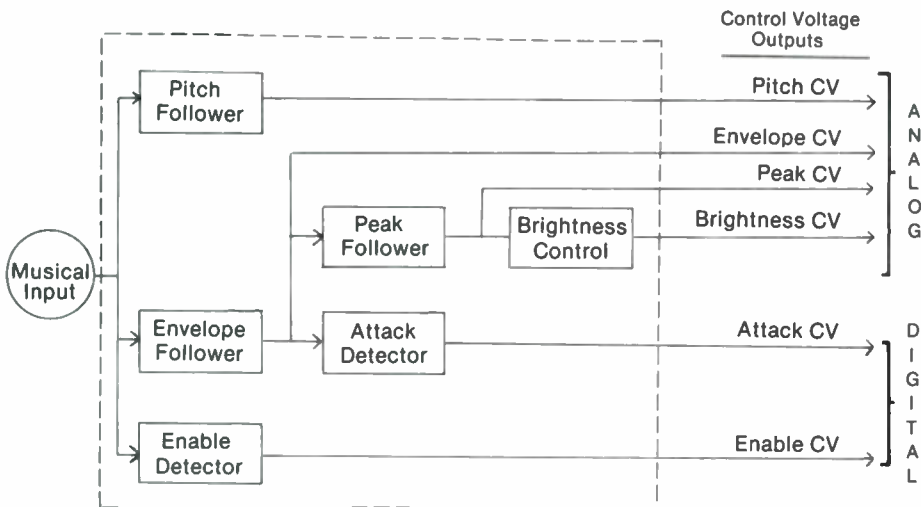 Control Voltage
Outputs
Pitch
Follower
Pitch CV
Envelope CV
Peak CV
Peak
Follower
Brightness
Control
Brightness CV
ANALOG
Musical
Input
Envelope
Follower
Attack
Detector
Attack CV
Enable
Detector
Enable CV
DIGITAL